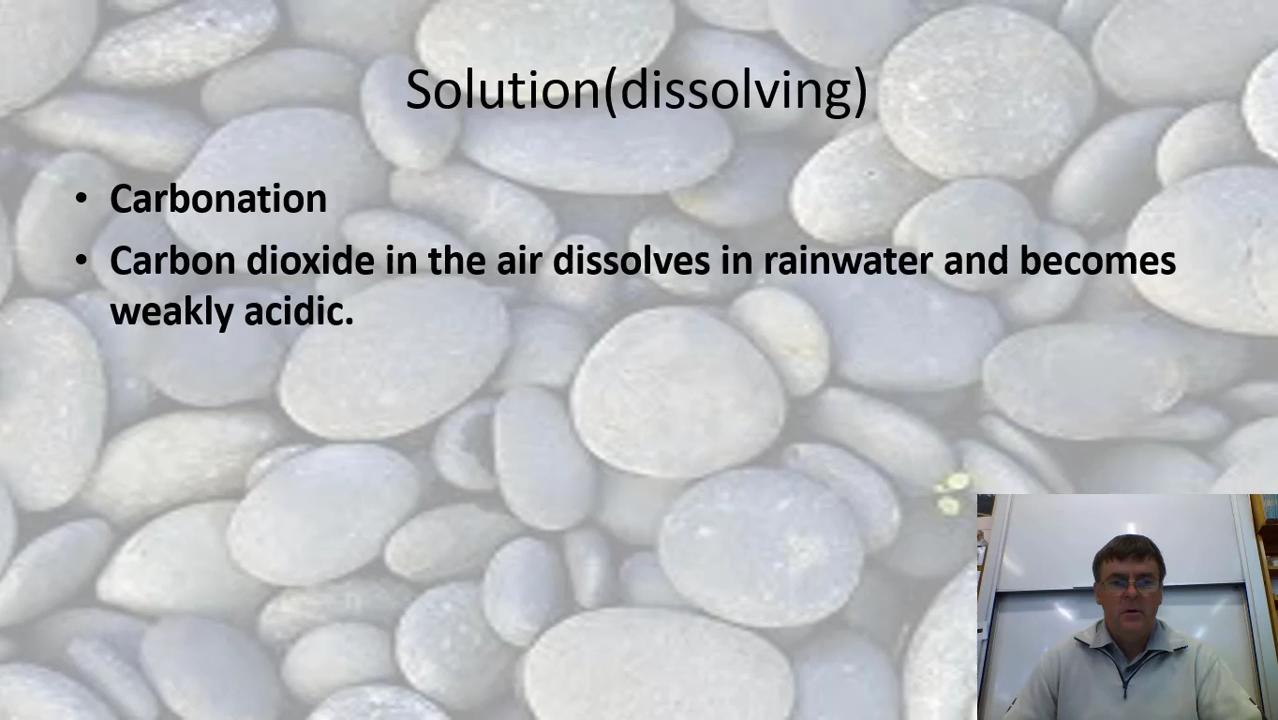 Solution(dissolving)
• Carbonation
• Carbon dioxide in the air dissolves in rainwater and becomes
weakly acidic.